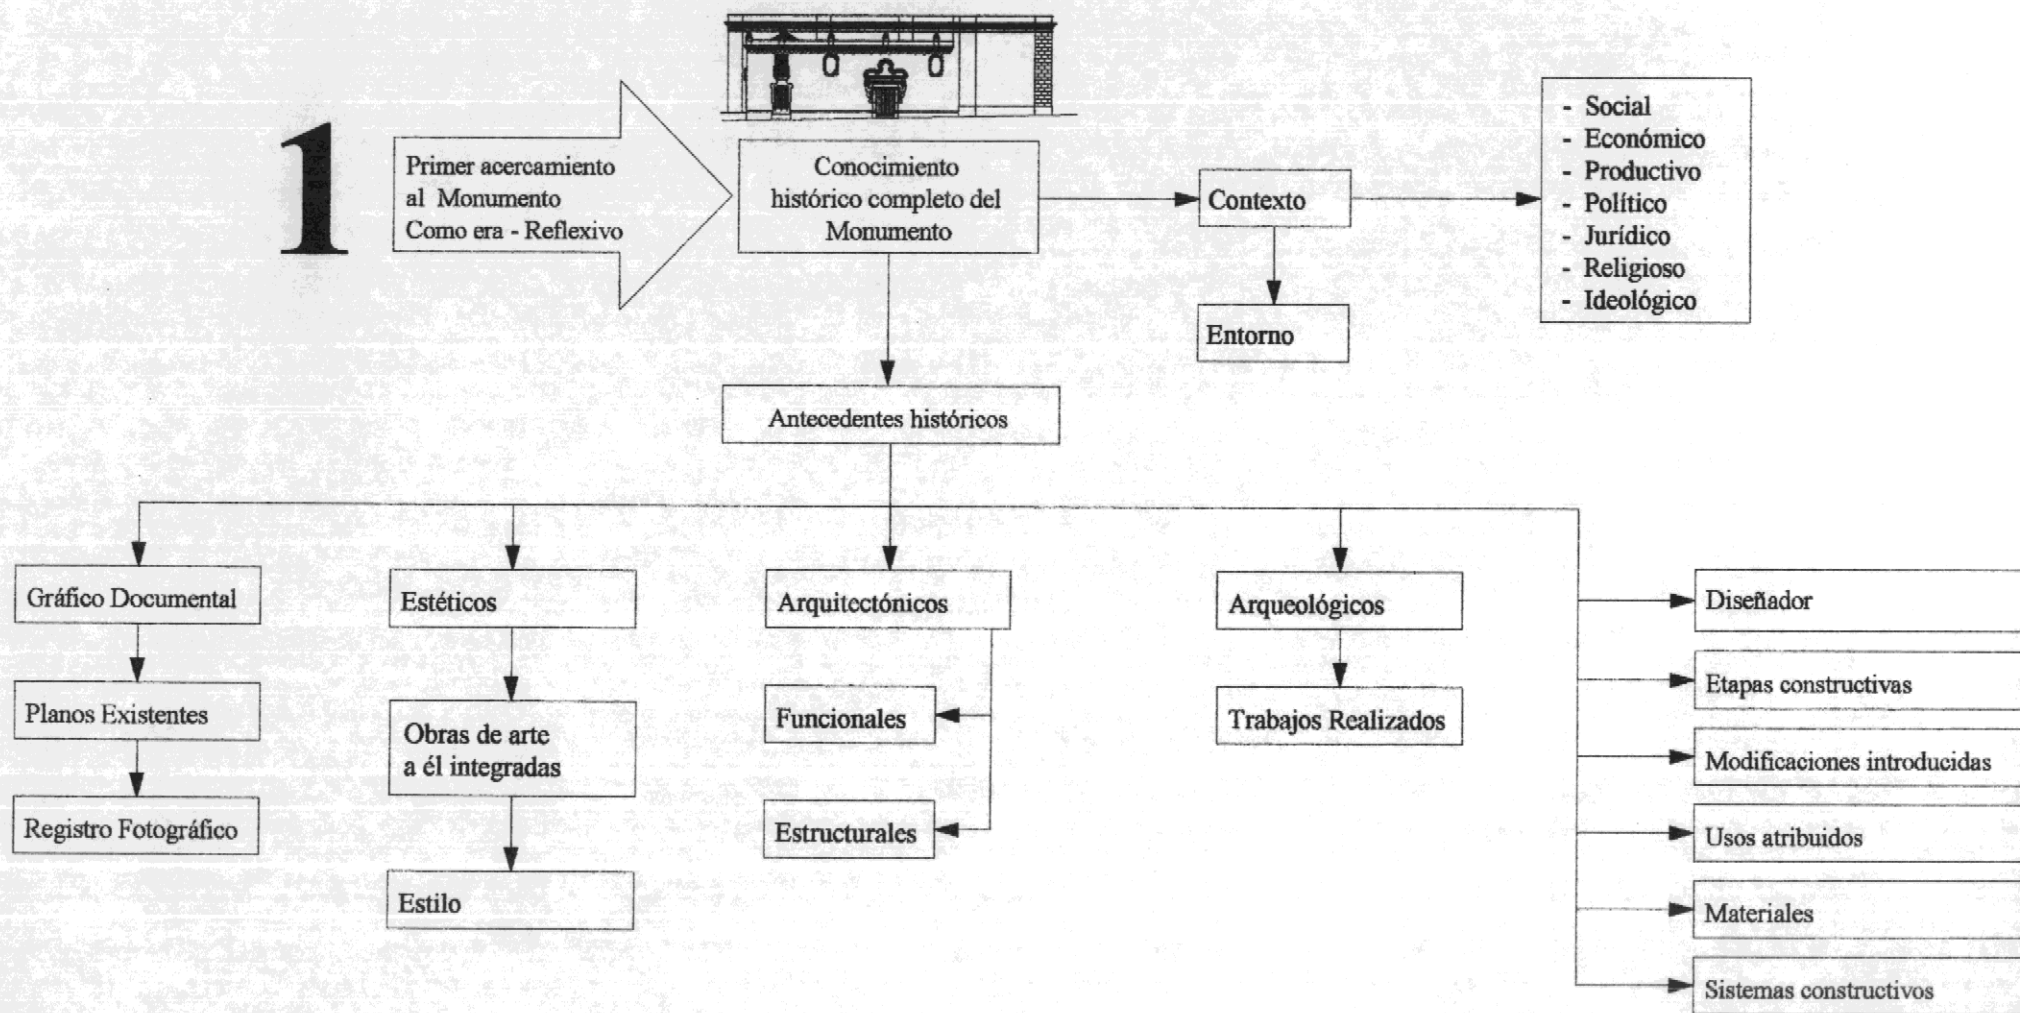 1
Primer acercamiento
al Monumento
Como era - Reflexivo
Conocimiento
histórico completo del
Monumento
Contexto
- Social
- Económico
- Productivo
- Político
- Jurídico
- Religioso
- Ideológico
Entorno
Antecedentes históricos
Gráfico Documental
Planos Existentes
Registro Fotográfico
Estéticos
Obras de arte
a él integradas
Estilo
Arquitectónicos
Funcionales
Estructurales
Arqueológicos
Trabajos Realizados
Diseñador
Etapas constructivas
Modificaciones introducidas
Usos atribuidos
Materiales
Sistemas constructivos